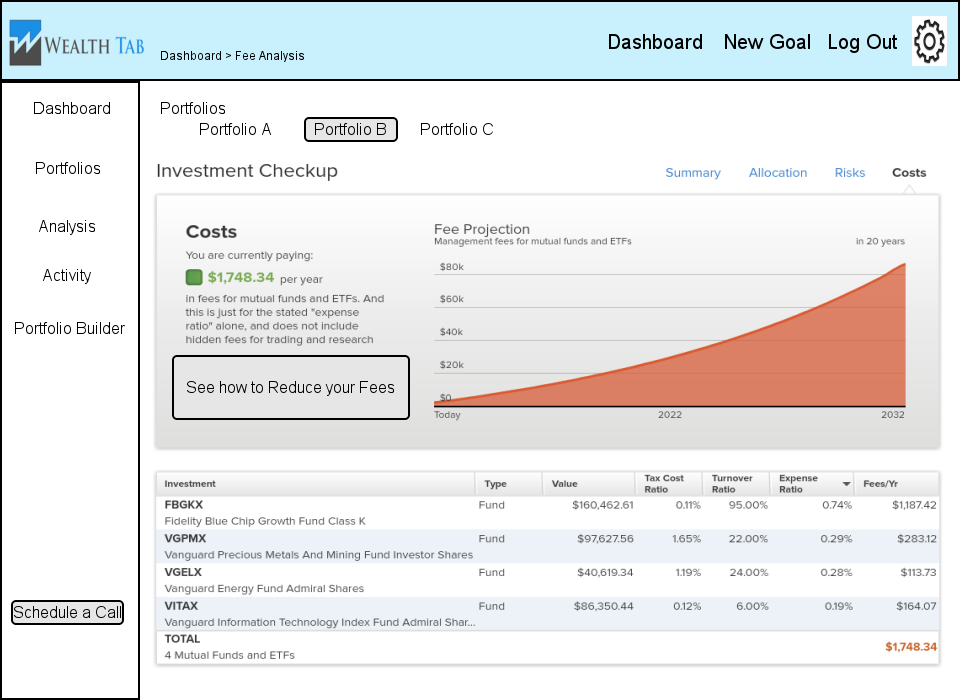 WEALTH TAB
Dashboard > Fee Analysis
Dashboard New Goal Log Out
Dashboard
Portfolios
Analysis
Activity
Portfolio Builder
Schedule a Call
Portfolios
Portfolio A Portfolio B Portfolio C
Investment Checkup
Summary Allocation Risks Costs
Costs
You are currently paying:
$1,748.34 per year
in fees for mutual funds and ETFs. And
this is just for the stated "expense
ratio" alone, and does not include
hidden fees for trading and research
See how to Reduce your Fees
Fee Projection
Management fees for mutual funds and ETFs
in 20 years
$80k
$60k
$40k
$20k
$0
Today 2022 2032
Investment Type Value Tax Cost Ratio Turnover Ratio Expense Ratio Fees/Yr
FBGKX Fund $160,462.61 0.11% 95.00% 0.74% $1,187.42
Fidelity Blue Chip Growth Fund Class K
VGPMX Fund $97,627.56 1.65% 22.00% 0.29% $283.12
Vanguard Precious Metals And Mining Fund Investor Shares
VGELX Fund $40,619.34 1.19% 24.00% 0.28% $113.73
Vanguard Energy Fund Admiral Shares
VITAX Fund $86,350.44 0.12% 6.00% 0.19% $164.07
Vanguard Information Technology Index Fund Admiral Shar...
TOTAL
4 Mutual Funds and ETFs
$1,748.34